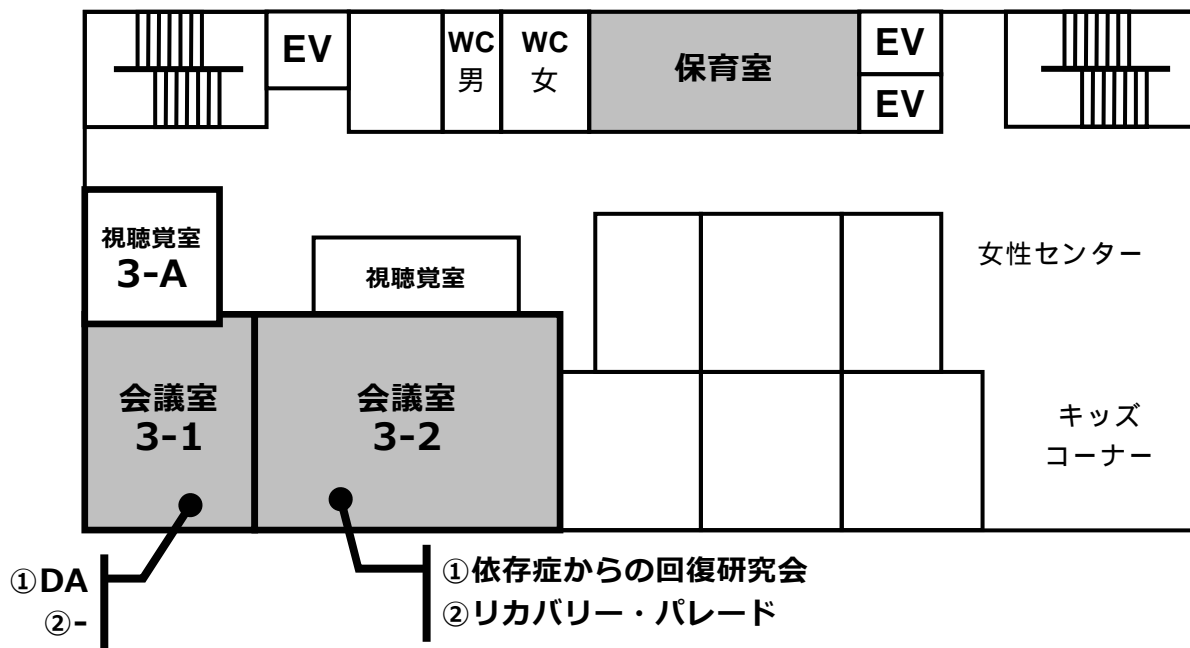 EV
WC
男
WC
女
保育室
EV
EV
視聴覚室
3-A
視聴覚室
女性センター
会議室
3-1
会議室
3-2
キッズ
コーナー
①DA
②-
①依存症からの回復研究会
②リカバリー・パレード